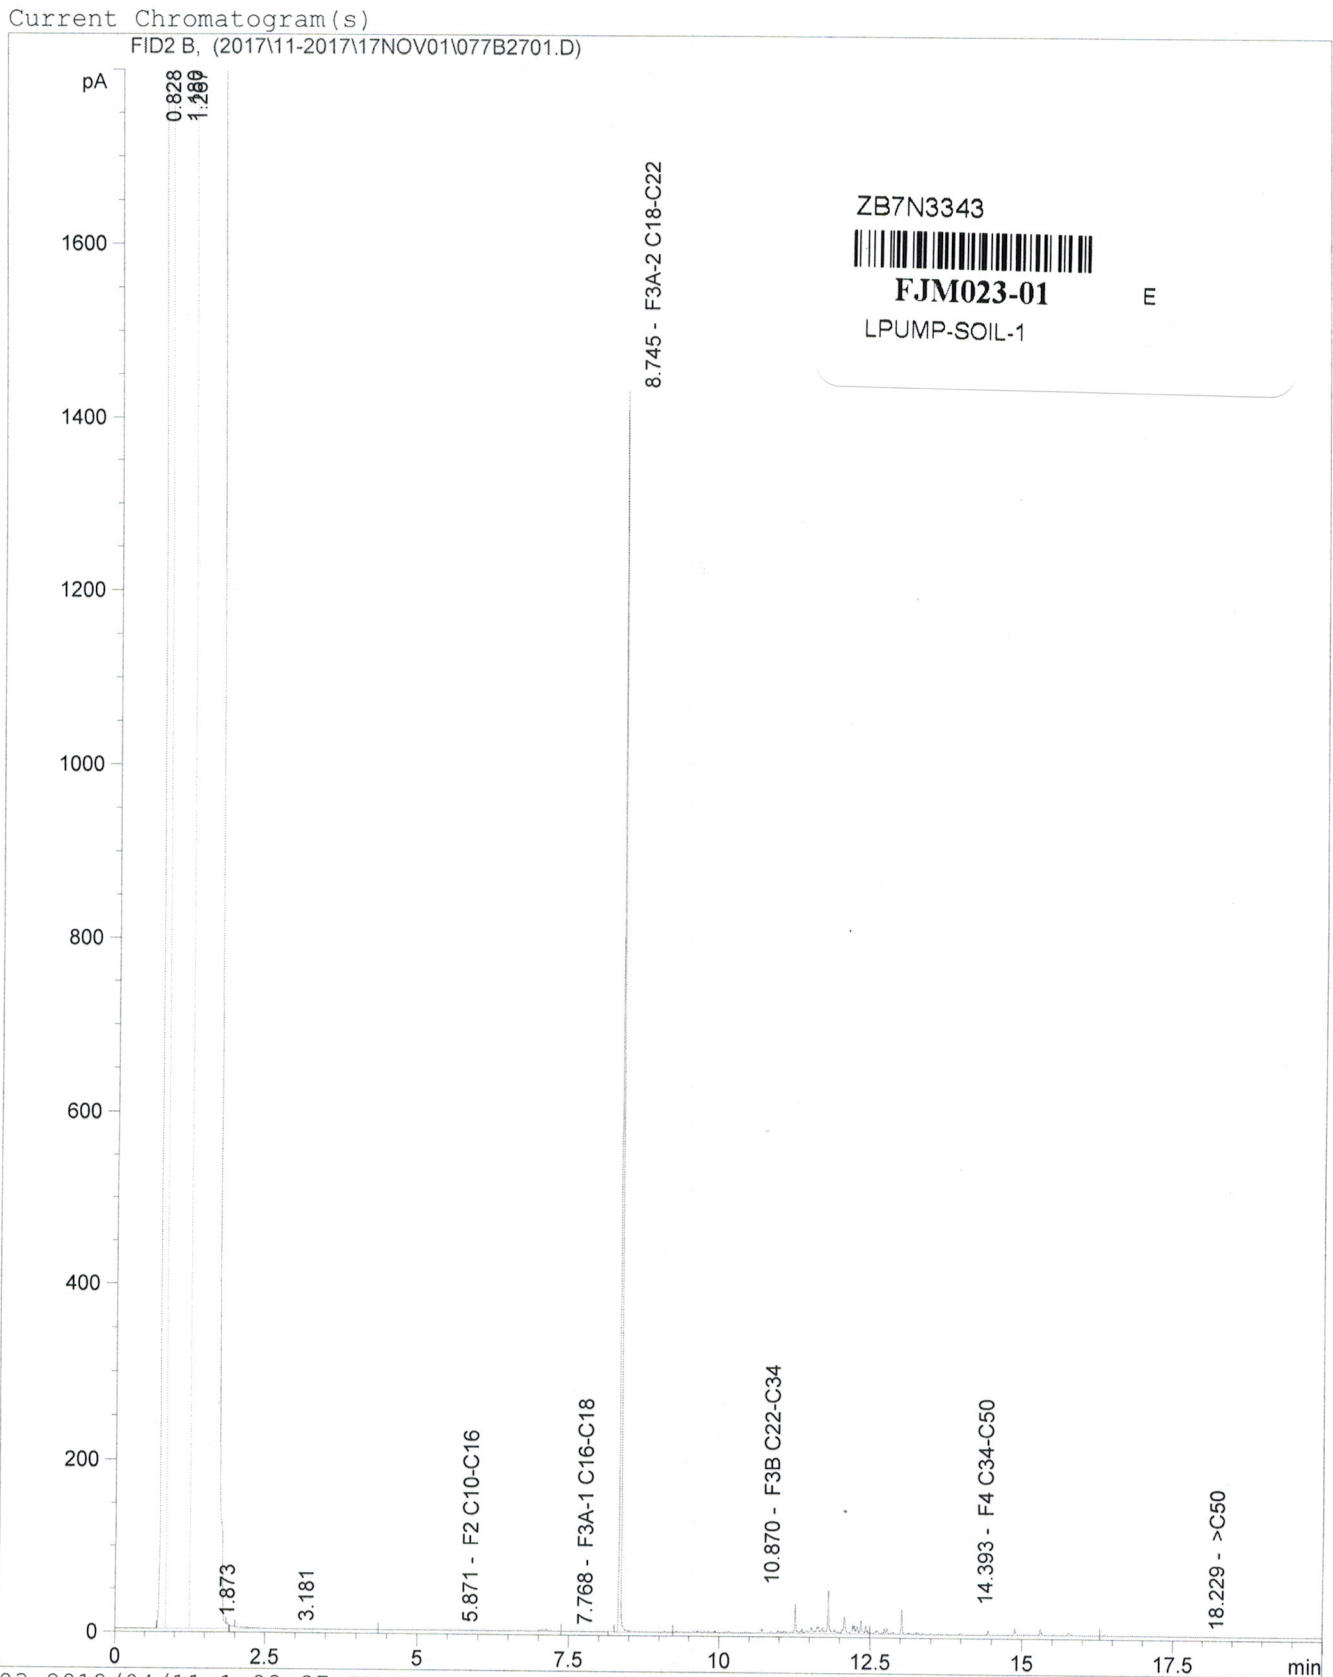 Current Chromatogram(s)
FID2 B, (2017\11-2017\17NOV01\077B2701.D)
pA
0.828
1.267
8.745 - F3A-2 C18-C22
ZB7N3343
FJM023-01 E
LPUMP-SOIL-1
1600
1400
1200
1000
800
600
400
200
0
1.873
3.181
5.871 - F2 C10-C16
7.768 - F3A-1 C16-C18
10.870 - F3B C22-C34
14.393 - F4 C34-C50
18.229 - >C50
0 2.5 5 7.5 10 12.5 15 17.5 min